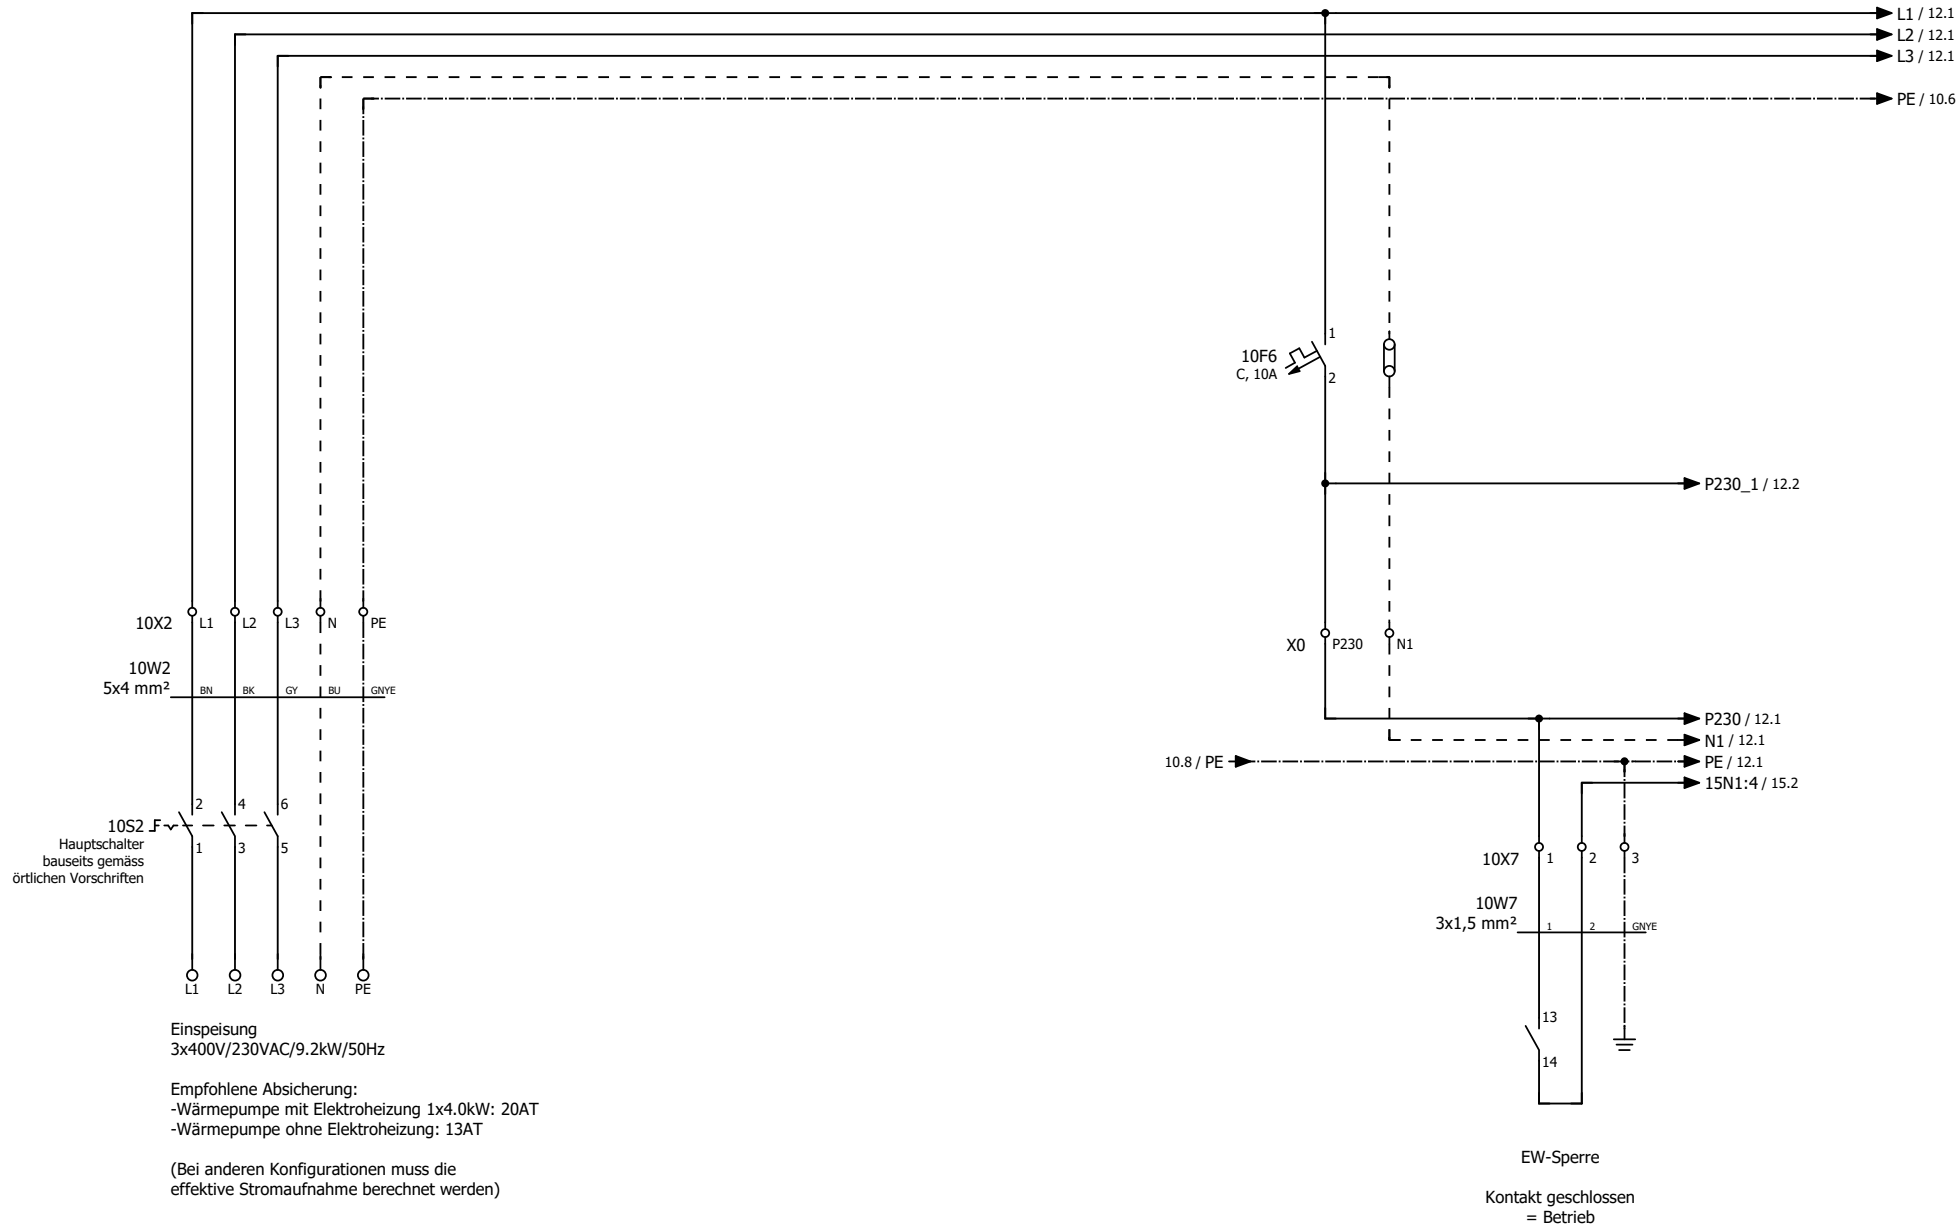 L1 / 12.1
L2 / 12.1
L3 / 12.1
PE / 10.6
1
10F6
C, 10A
2
P230_1 / 12.2
10X2 L1 L2 L3 N PE
X0 P230 N1
10W2
5x4 mm²
BN BK GY BU GNYE
P230 / 12.1
N1 / 12.1
10.8 / PE
PE / 12.1
15N1:4 / 15.2
2 4 6
10S2
Hauptschalter
bauseits gemäss
örtlichen Vorschriften
1 3 5
10X7 1 2 3
10W7
3x1,5 mm²
1 2 GNYE
L1 L2 L3 N PE
13
14
Einspeisung
3x400V/230VAC/9.2kW/50Hz
Empfohlene Absicherung:
-Wärmepumpe mit Elektroheizung 1x4.0kW: 20AT
-Wärmepumpe ohne Elektroheizung: 13AT
(Bei anderen Konfigurationen muss die
effektive Stromaufnahme berechnet werden)
EW-Sperre
Kontakt geschlossen
= Betrieb